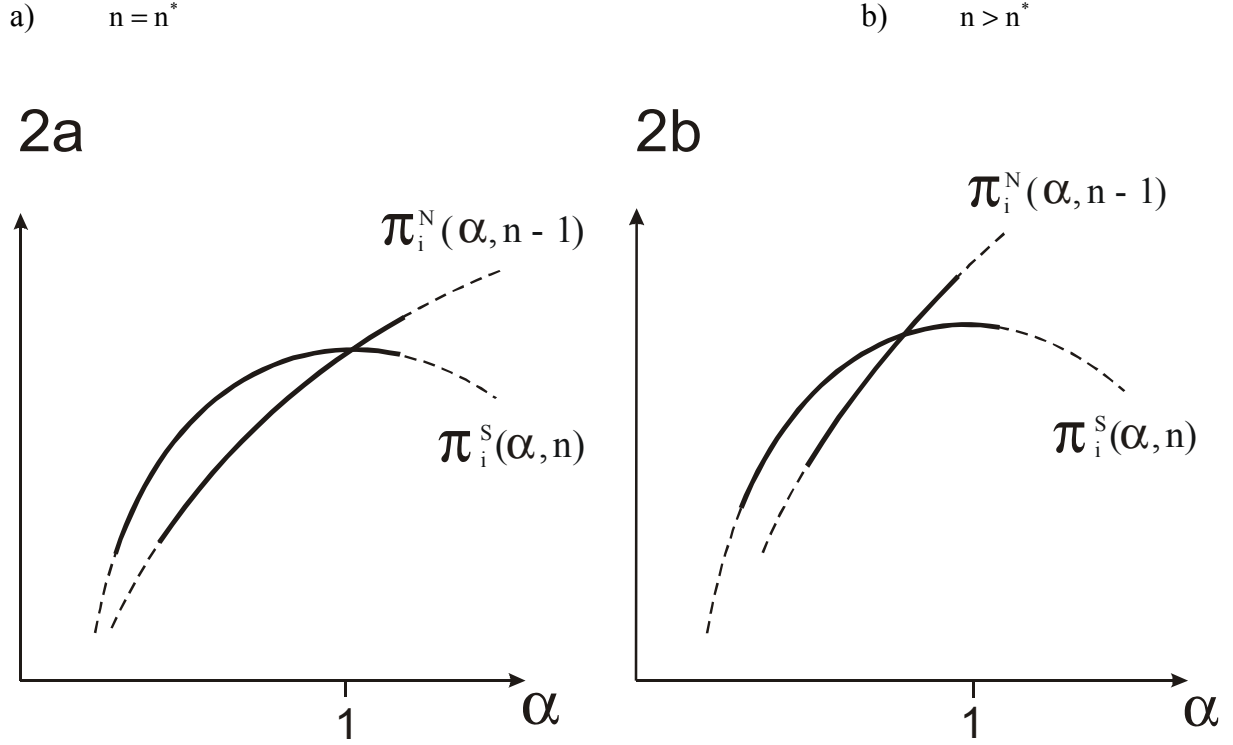 a) n = n*
b) n > n*
2a
2b
π_i^N(α, n - 1)
π_i^S(α, n)
1
α
π_i^N(α, n - 1)
π_i^S(α, n)
1
α